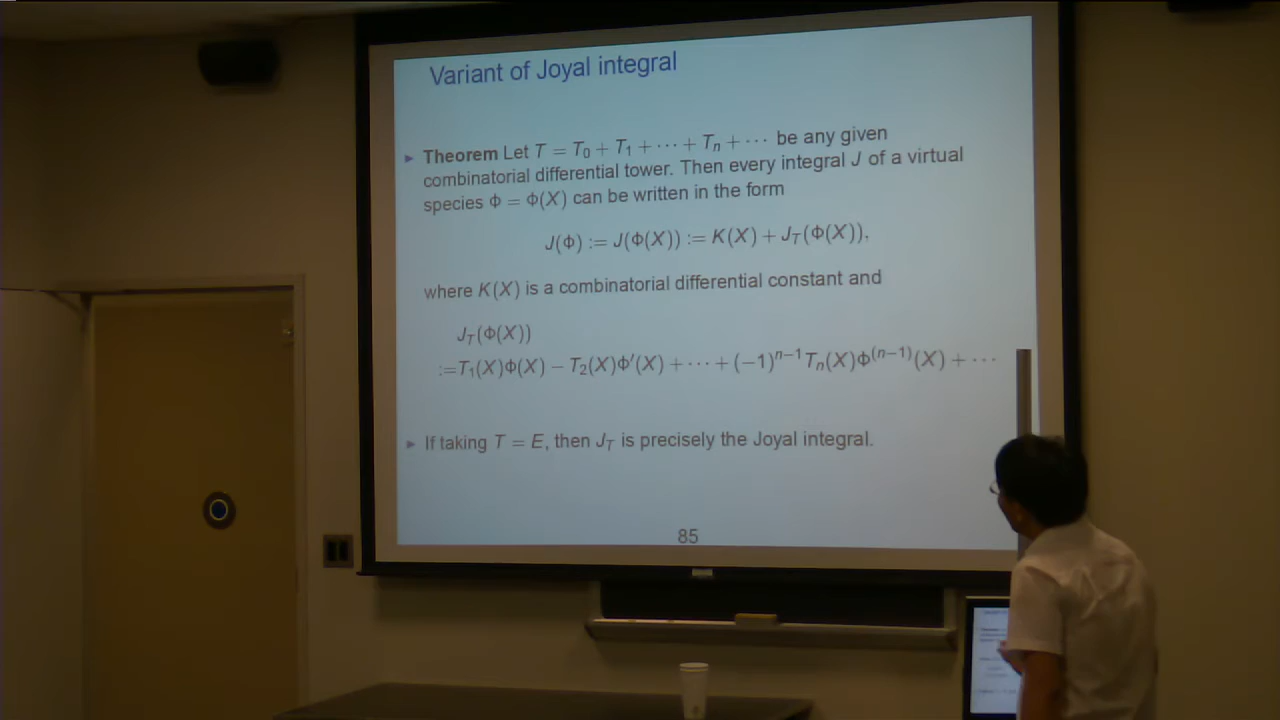 Variant of Joyal integral
▶ Theorem Let T = T₀ + T₁ + ⋯ + Tₙ + ⋯ be any given
combinatorial differential tower. Then every integral J of a virtual
species Φ = Φ(X) can be written in the form
J(Φ) := J(Φ(X)) := K(X) + J_T(Φ(X)),
where K(X) is a combinatorial differential constant and
J_T(Φ(X))
:=T₁(X)Φ(X) − T₂(X)Φ′(X) + ⋯ + (−1)ⁿ⁻¹Tₙ(X)Φ⁽ⁿ⁻¹⁾(X) + ⋯
▶ If taking T = E, then J_T is precisely the Joyal integral.
85